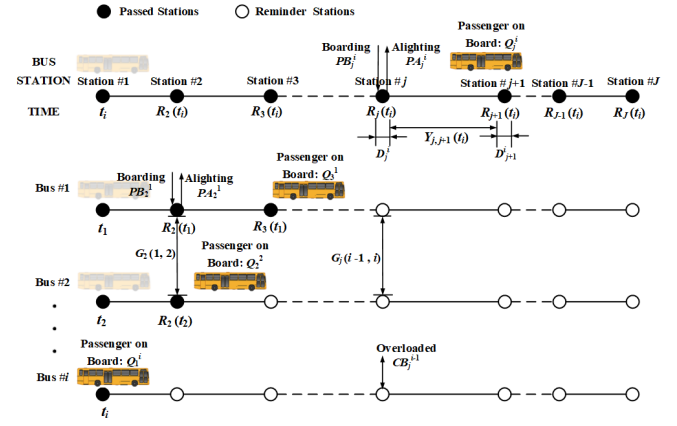 Passed Stations Reminder Stations
BUS
STATION
TIME
Station #1 Station #2 Station #3 Station #j Station #j+1 Station #J-1 Station #J
Boarding Alighting
PB_j^i PA_j^i
Passenger on
Board: Q_j^i
t_i R_2(t_i) R_3(t_i) R_j(t_i) R_{j+1}(t_i) R_{J-1}(t_i) R_J(t_i)
Y_{j,j+1}(t_i)
D_j^i D_{j+1}^i
Bus #1
Boarding Alighting
PB_2^1 PA_2^1
Passenger on
Board: Q_3^1
t_1 R_2(t_1) R_3(t_1)
G_2(1, 2) G_j(i-1, i)
Bus #2
Passenger on
Board: Q_2^2
t_2 R_2(t_2)
Bus #i
Passenger on
Board: Q_1^i
Overloaded
CB_j^{i-1}
t_i